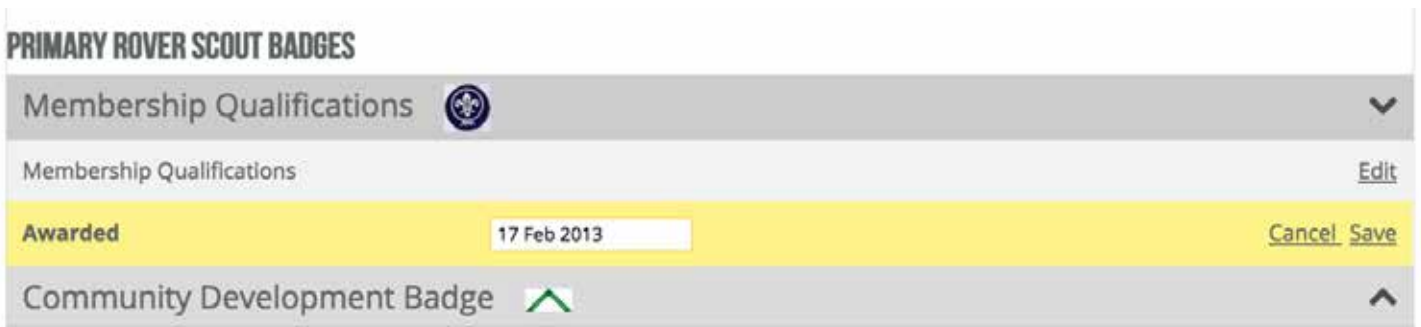 PRIMARY ROVER SCOUT BADGES
Membership Qualifications
Membership Qualifications Edit
Awarded 17 Feb 2013 Cancel Save
Community Development Badge